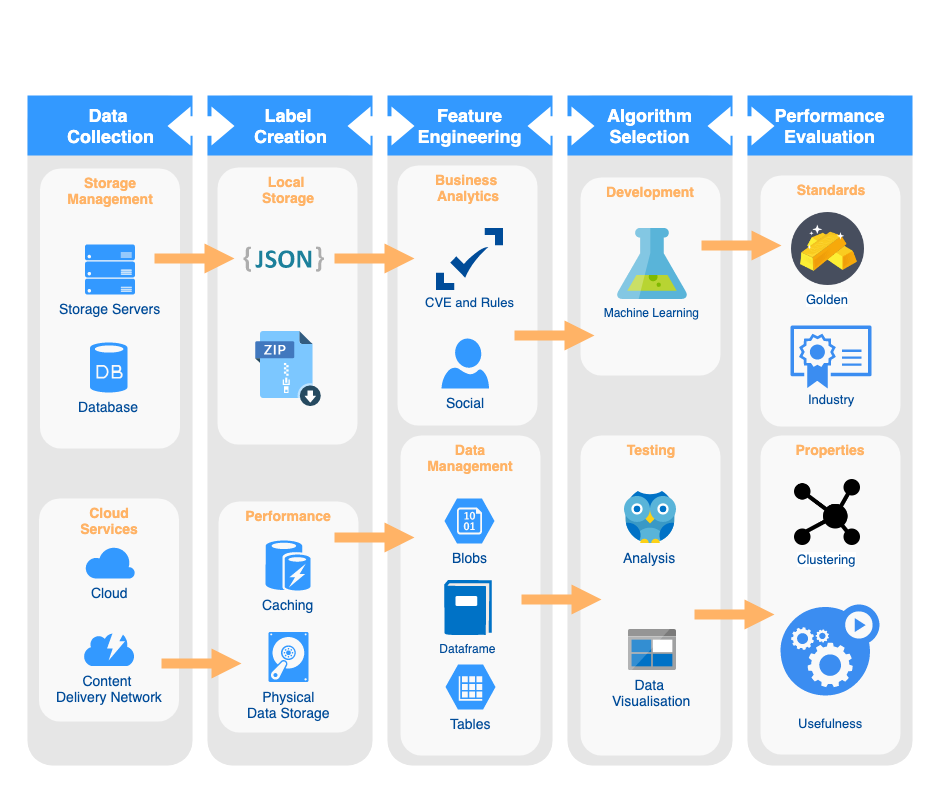 Data
Collection
Label
Creation
Feature
Engineering
Algorithm
Selection
Performance
Evaluation
Storage
Management
Storage Servers
DB
Database
Cloud
Services
Cloud
Content
Delivery Network
Local
Storage
{JSON}
ZIP
Performance
Caching
Physical
Data Storage
Business
Analytics
CVE and Rules
Social
Data
Management
10
01
Blobs
Dataframe
Tables
Development
Machine Learning
Testing
Analysis
Data
Visualisation
Standards
Golden
Industry
Properties
Clustering
Usefulness